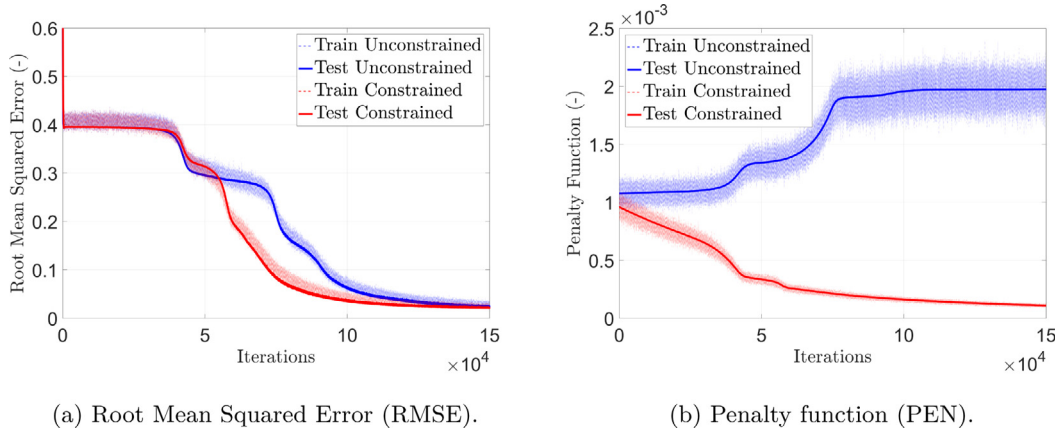 0.6
0.5
0.4
0.3
0.2
0.1
0
Root Mean Squared Error (-)
Train Unconstrained
Test Unconstrained
Train Constrained
Test Constrained
0
5
10
15
Iterations
×10^4
(a) Root Mean Squared Error (RMSE).
×10^-3
2.5
2
1.5
1
0.5
0
Penalty Function (-)
Train Unconstrained
Test Unconstrained
Train Constrained
Test Constrained
0
5
10
15
Iterations
×10^4
(b) Penalty function (PEN).